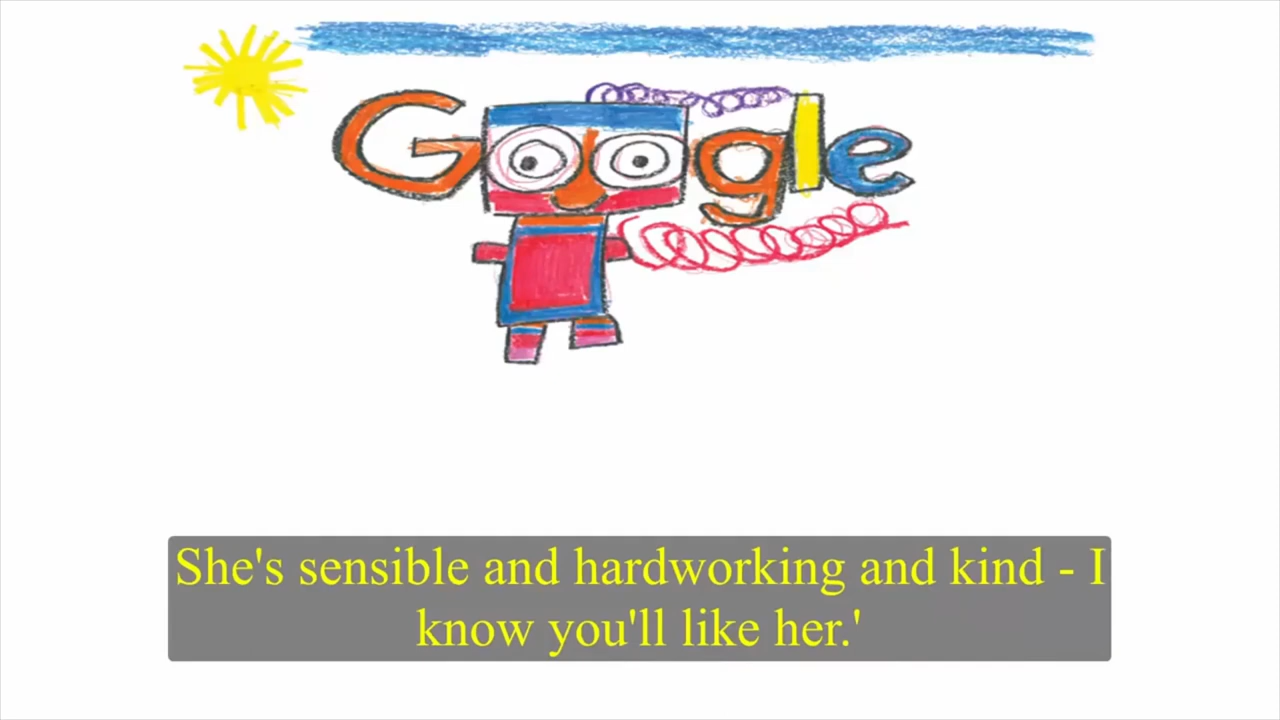 Google
She's sensible and hardworking and kind - I
know you'll like her.'